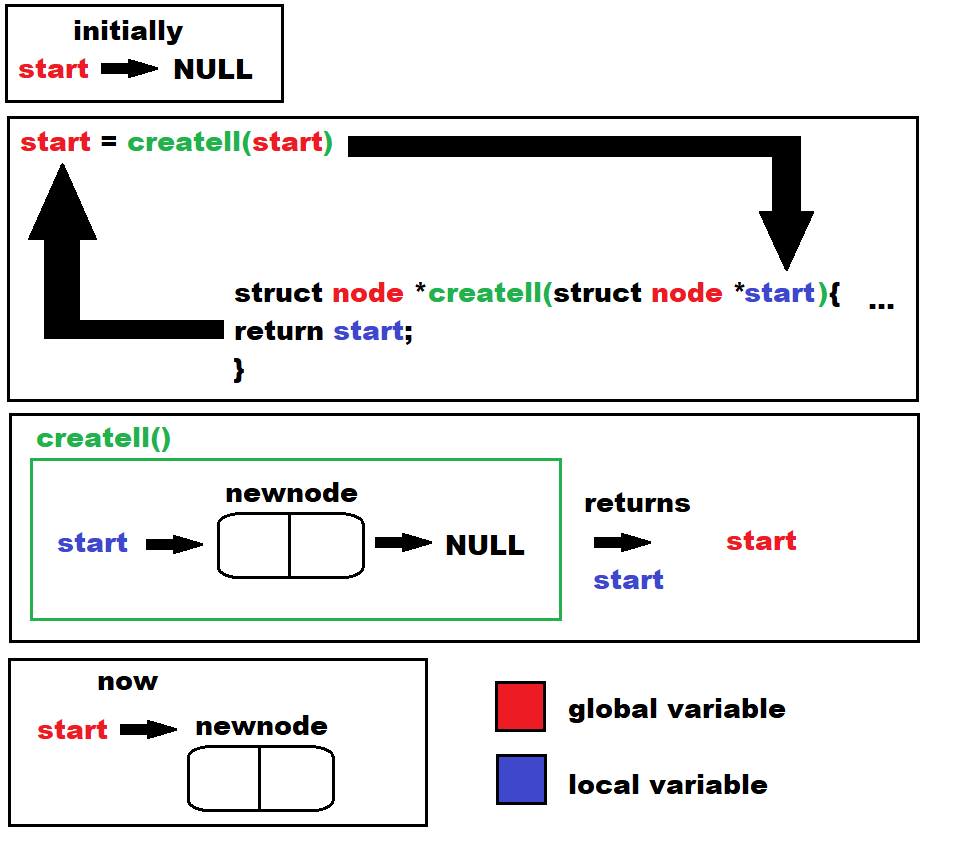 initially
start NULL
start = createll(start)
struct node *createll(struct node *start){ ...
return start;
}
createll()
newnode
start NULL
returns
start
start
now
start newnode
global variable
local variable